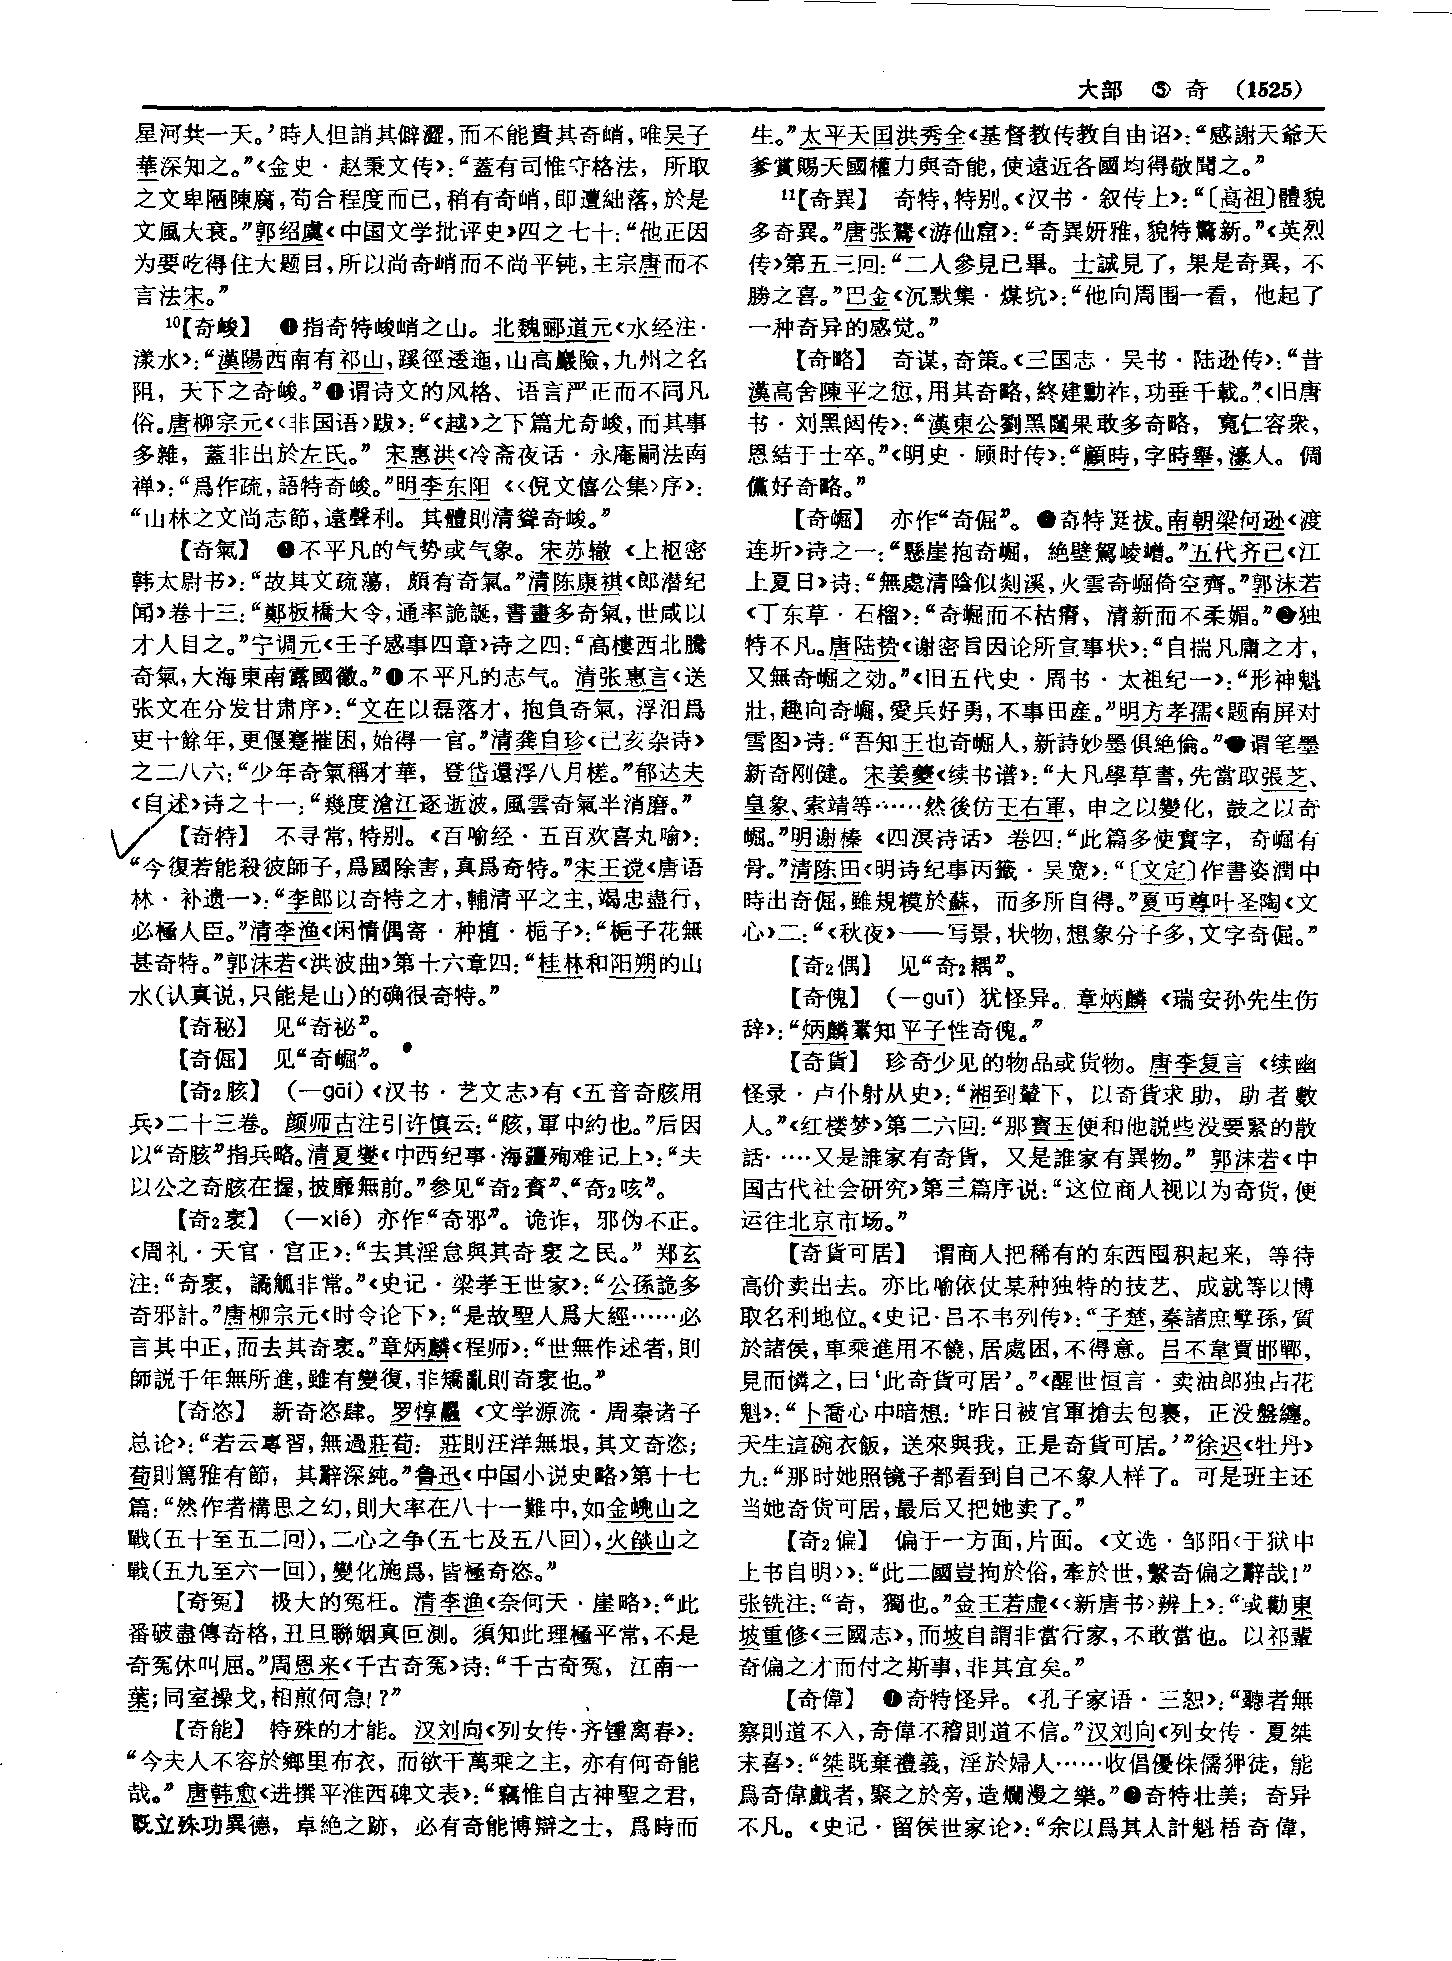 大部 ⑤ 奇 (1525)
星河共一天。’時人但誚其僻澀,而不能賞其奇峭,唯吴子
華深知之。”《金史·赵秉文传》:“蓋有司惟守格法，所取
之文卑陋陳腐,苟合程度而已,稍有奇峭,即遭絀落,於是
文風大衰。”郭绍虞《中国文学批评史》四之七十:“他正因
为要吃得住大题目,所以尚奇峭而不尚平钝,主宗唐而不
言法宋。”
¹⁰【奇峻】 ❶指奇特峻峭之山。北魏郦道元《水经注·
漾水》:“漢陽西南有祁山,蹊徑逶迤,山高巖險,九州之名
阻，天下之奇峻。”❷谓诗文的风格、语言严正而不同凡
俗。唐柳宗元《〈非国语〉跋》:“《越》之下篇尤奇峻,而其事
多雜，蓋非出於左氏。” 宋惠洪《冷斋夜话·永庵嗣法南
禅》:“爲作疏,語特奇峻。”明李东阳《〈倪文僖公集〉序》:
“山林之文尚志節,遠聲利。其體則清聳奇峻。”
【奇氣】 ❶不平凡的气势或气象。宋苏辙《上枢密
韩太尉书》:“故其文疏蕩，頗有奇氣。”清陈康祺《郎潜纪
闻》卷十三:“鄭板橋大令,通率詭誕,書畫多奇氣,世咸以
才人目之。”宁调元《壬子感事四章》诗之四:“高樓西北騰
奇氣,大海東南露國徽。”❷不平凡的志气。清张惠言《送
张文在分发甘肃序》:“文在以磊落才，抱負奇氣，浮汨爲
吏十餘年,更偃蹇摧困,始得一官。”清龚自珍《己亥杂诗》
之二八六:“少年奇氣稱才華，登岱還浮八月槎。”郁达夫
《自述》诗之十一:“幾度滄江逐逝波,風雲奇氣半消磨。”
【奇特】 不寻常,特别。《百喻经·五百欢喜丸喻》:
“今復若能殺彼師子,爲國除害,真爲奇特。”宋王谠《唐语
林·补遗一》:“李郎以奇特之才,輔清平之主,竭忠盡行,
必極人臣。”清李渔《闲情偶寄·种植·栀子》:“梔子花無
甚奇特。”郭沫若《洪波曲》第十六章四:“桂林和阳朔的山
水(认真说,只能是山)的确很奇特。”
【奇秘】 见“奇祕”。
【奇倔】 见“奇崛”。
【奇₂胲】 (—gāi)《汉书·艺文志》有《五音奇胲用
兵》二十三卷。颜师古注引许慎云:“胲,軍中約也。”后因
以“奇胲”指兵略。清夏燮《中西纪事·海疆殉难记上》:“夫
以公之奇胲在握,披靡無前。”参见“奇₂賌”、“奇₂咳”。
【奇₂衺】 (—xié) 亦作“奇邪”。诡诈，邪伪不正。
《周礼·天官·宫正》:“去其淫怠與其奇衺之民。” 郑玄
注:“奇衺，譎觚非常。”《史记·梁孝王世家》:“公孫詭多
奇邪計。”唐柳宗元《时令论下》:“是故聖人爲大經……必
言其中正,而去其奇衺。”章炳麟《程师》:“世無作述者,則
師説千年無所進,雖有變復,非矯亂則奇衺也。”
【奇恣】 新奇恣肆。罗惇曧《文学源流·周秦诸子
总论》:“若云專習,無過莊荀：莊則汪洋無垠,其文奇恣;
荀則篤雅有節，其辭深純。”鲁迅《中国小说史略》第十七
篇:“然作者構思之幻,則大率在八十一難中,如金𡷗山之
戰(五十至五二回),二心之争(五七及五八回),火燄山之
戰(五九至六一回),變化施爲,皆極奇恣。”
【奇冤】 极大的冤枉。清李渔《奈何天·崖略》:“此
番破盡傳奇格,丑旦聯姻真叵測。須知此理極平常,不是
奇冤休叫屈。”周恩来《千古奇冤》诗:“千古奇冤，江南一
葉;同室操戈,相煎何急!?”
【奇能】 特殊的才能。汉刘向《列女传·齐锺离春》:
“今夫人不容於鄉里布衣，而欲干萬乘之主，亦有何奇能
哉。” 唐韩愈《进撰平淮西碑文表》:“竊惟自古神聖之君,
既立殊功異德，卓絶之跡，必有奇能博辯之士，爲時而
生。”太平天囯洪秀全《基督教传教自由诏》:“感謝天爺天
爹賞賜天國權力與奇能,使遠近各國均得敬聞之。”
¹¹【奇異】 奇特,特别。《汉书·叙传上》:“〔高祖〕體貌
多奇異。”唐张鷟《游仙窟》:“奇異妍雅,貌特驚新。”《英烈
传》第五三回:“二人參見已畢。士誠見了，果是奇異，不
勝之喜。”巴金《沉默集·煤坑》:“他向周围一看，他起了
一种奇异的感觉。”
【奇略】 奇谋,奇策。《三国志·吴书·陆逊传》:“昔
漢高舍陳平之愆,用其奇略,終建勳祚,功垂千載。”《旧唐
书·刘黑闼传》:“漢東公劉黑闥果敢多奇略，寬仁容衆,
恩結于士卒。”《明史·顾时传》:“顧時,字時舉,濠人。倜
儻好奇略。”
【奇崛】 亦作“奇倔”。❶奇特挺拔。南朝梁何逊《渡
连圻》诗之一:“懸崖抱奇崛，絶壁駕崚嶒。”五代齐己《江
上夏日》诗:“無處清陰似剡溪,火雲奇崛倚空齊。”郭沫若
《丁东草·石榴》:“奇崛而不枯瘠，清新而不柔媚。”❷独
特不凡。唐陆贽《谢密旨因论所宣事状》:“自揣凡庸之才,
又無奇崛之効。”《旧五代史·周书·太祖纪一》:“形神魁
壯,趣向奇崛,愛兵好勇,不事田産。”明方孝孺《题南屏对
雪图》诗:“吾知王也奇崛人,新詩妙墨俱絶倫。”❸谓笔墨
新奇刚健。宋姜夔《续书谱》:“大凡學草書,先當取張芝、
皇象、索靖等……然後仿王右軍，申之以變化，鼓之以奇
崛。”明谢榛《四溟诗话》卷四:“此篇多使實字，奇崛有
骨。”清陈田《明诗纪事丙籤·吴宽》:“〔文定〕作書姿潤中
時出奇倔,雖規模於蘇，而多所自得。”夏丏尊叶圣陶《文
心》二:“《秋夜》——写景,状物,想象分子多,文字奇倔。”
【奇₂偶】 见“奇₂耦”。
【奇傀】 (—guī) 犹怪异。章炳麟《瑞安孙先生伤
辞》:“炳麟素知平子性奇傀。”
【奇貨】 珍奇少见的物品或货物。唐李复言《续幽
怪录·卢仆射从史》:“湘到輦下，以奇貨求助，助者數
人。”《红楼梦》第二六回:“那寶玉便和他説些没要紧的散
話……又是誰家有奇貨，又是誰家有異物。” 郭沫若《中
国古代社会研究》第三篇序说:“这位商人视以为奇货,便
运往北京市场。”
【奇貨可居】 谓商人把稀有的东西囤积起来，等待
高价卖出去。亦比喻依仗某种独特的技艺、成就等以博
取名利地位。《史记·吕不韦列传》:“子楚,秦諸庶孽孫,質
於諸侯,車乘進用不饒,居處困,不得意。吕不韋賈邯鄲,
見而憐之,曰‘此奇貨可居’。”《醒世恒言·卖油郎独占花
魁》:“卜喬心中暗想:‘昨日被官軍搶去包裹，正没盤纏。
天生這碗衣飯，送來與我，正是奇貨可居。’”徐迟《牡丹》
九:“那时她照镜子都看到自己不象人样了。可是班主还
当她奇货可居,最后又把她卖了。”
【奇₂偏】 偏于一方面,片面。《文选·邹阳〈于狱中
上书自明〉》:“此二國豈拘於俗,牽於世,繫奇偏之辭哉!”
张铣注:“奇，獨也。”金王若虚《〈新唐书〉辨上》:“或勸東
坡重修《三國志》,而坡自謂非當行家,不敢當也。以祁輩
奇偏之才而付之斯事,非其宜矣。”
【奇偉】 ❶奇特怪异。《孔子家语·三恕》:“聽者無
察則道不入,奇偉不稽則道不信。”汉刘向《列女传·夏桀
末喜》:“桀既棄禮義，淫於婦人……收倡優侏儒狎徒，能
爲奇偉戲者,聚之於旁,造爛漫之樂。”❷奇特壮美；奇异
不凡。《史记·留侯世家论》:“余以爲其人計魁梧奇偉,